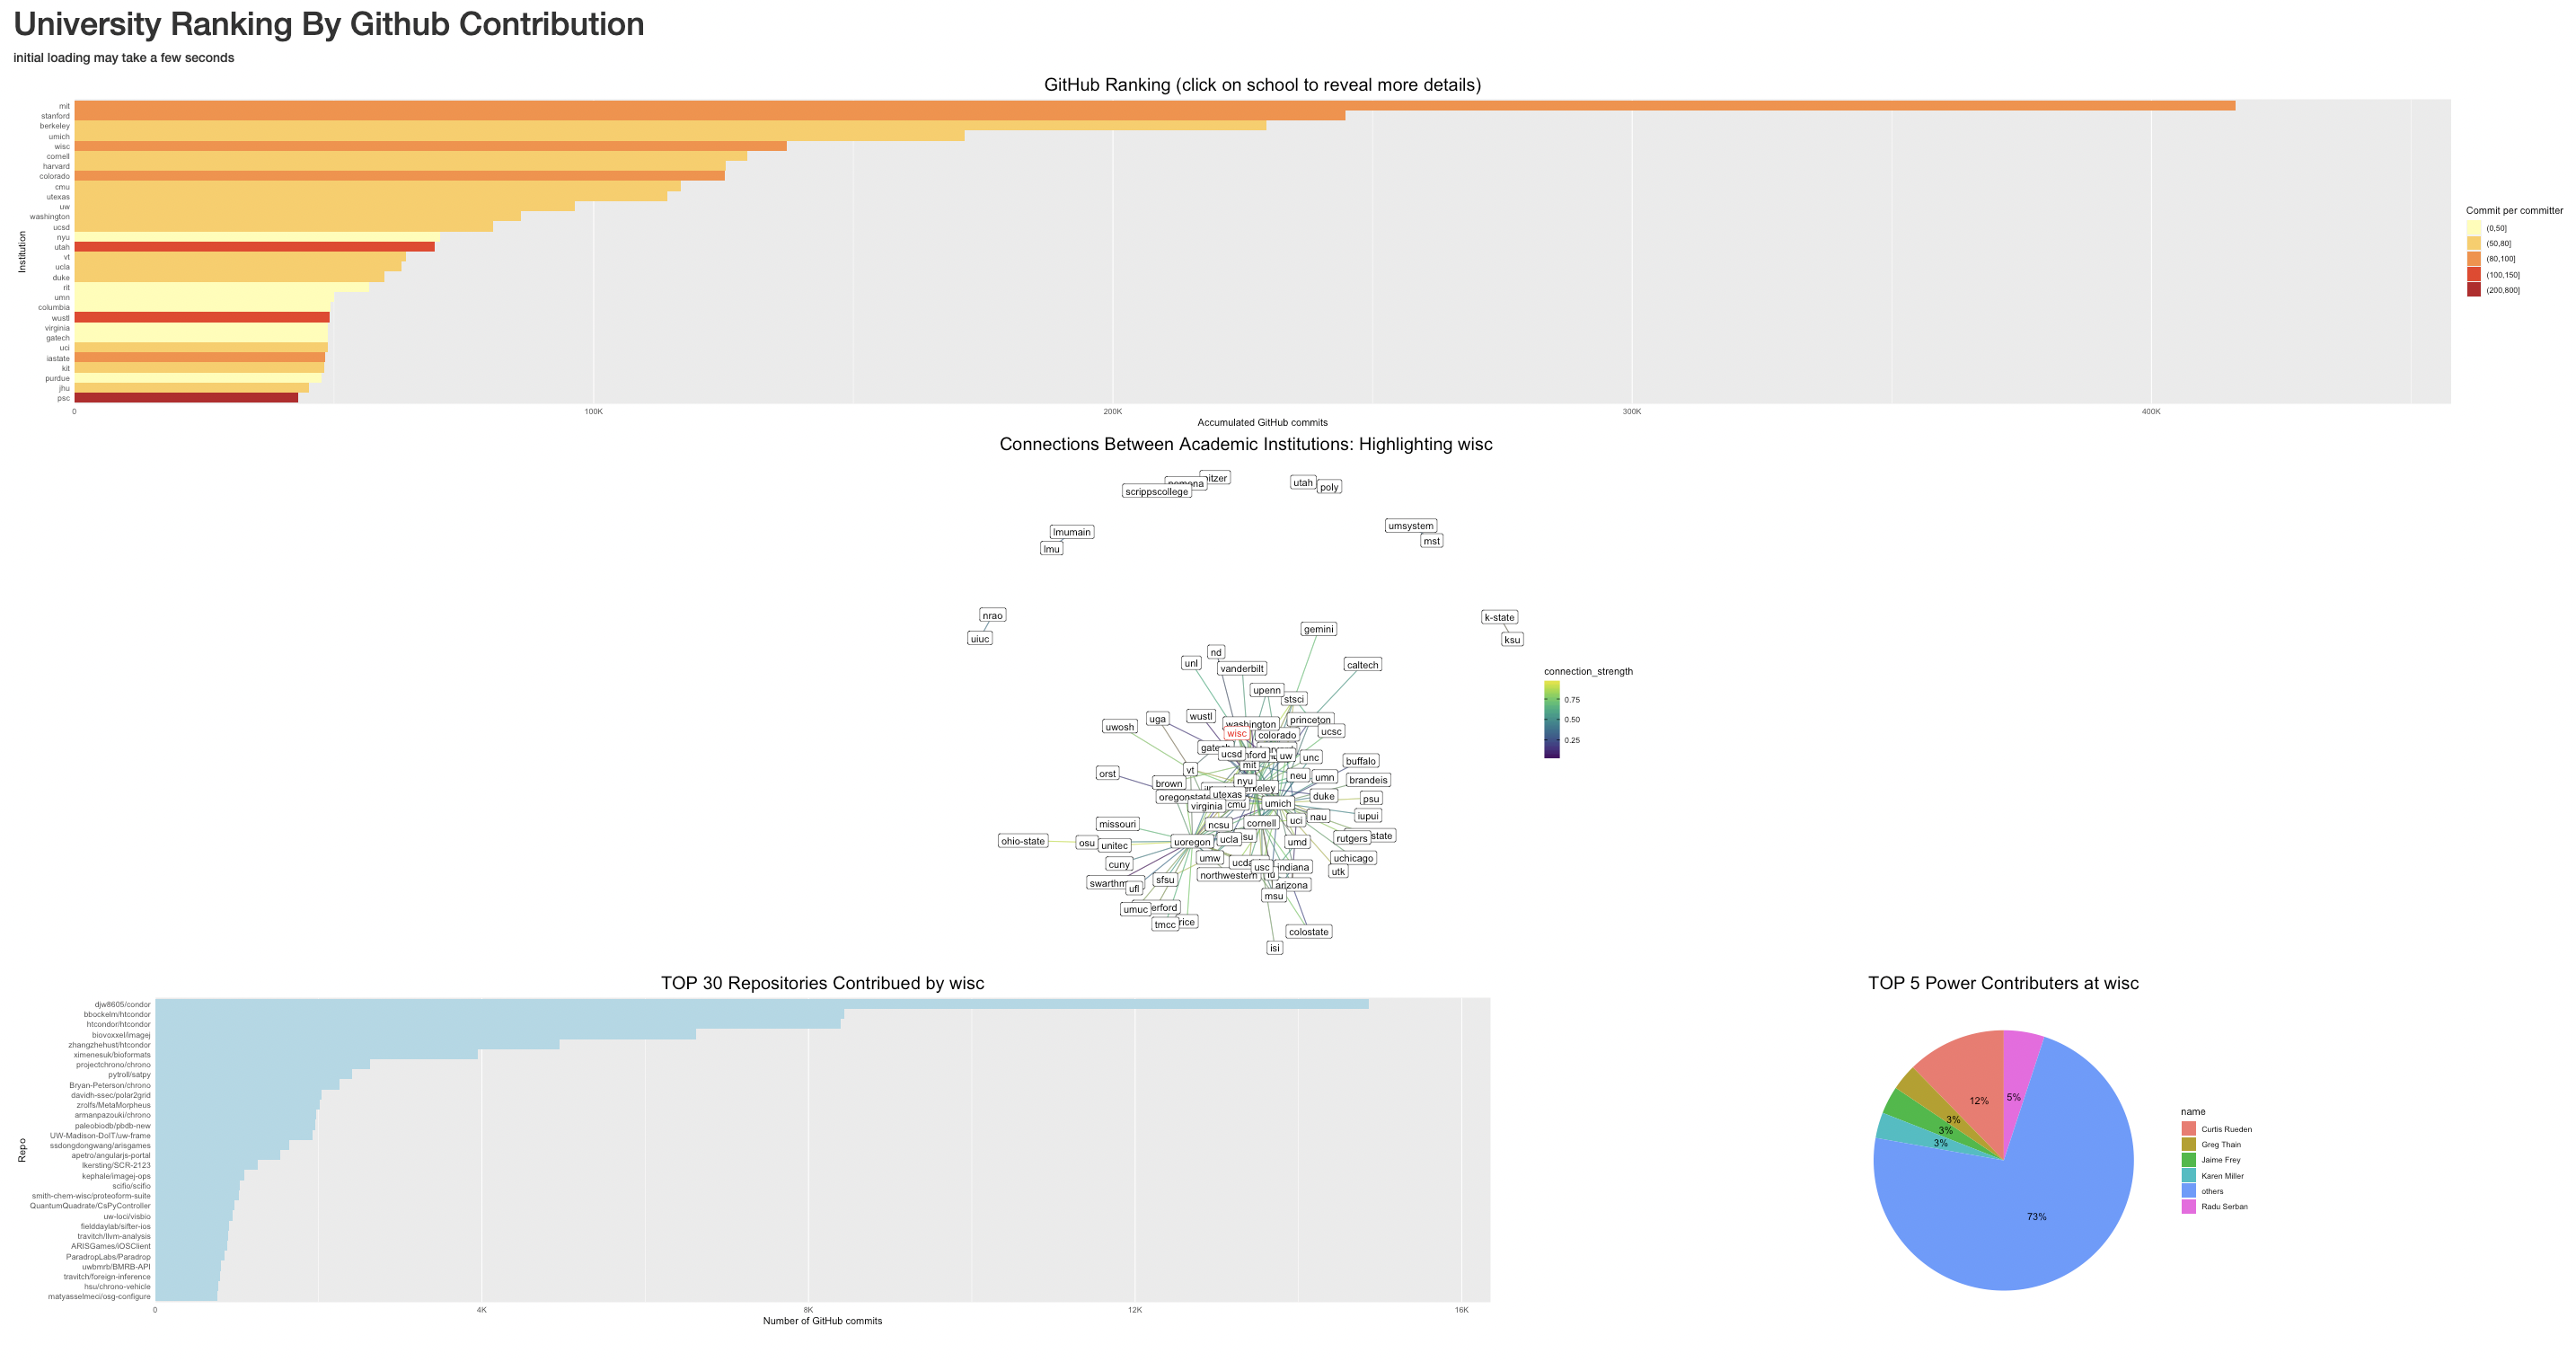 University Ranking By Github Contribution
initial loading may take a few seconds
GitHub Ranking (click on school to reveal more details)
Institution
mit
stanford
berkeley
umich
wisc
cornell
harvard
colorado
cmu
utexas
uw
washington
ucsd
nyu
utah
vt
ucla
duke
rit
umn
columbia
wustl
virginia
gatech
uci
iastate
kit
purdue
jhu
psc
0 100K 200K 300K 400K
Accumulated GitHub commits
Commit per committer
(0,50]
(50,80]
(80,100]
(100,150]
(200,800]
Connections Between Academic Institutions: Highlighting wisc
scrippscollege
utah
poly
lmumain
lmu
umsystem
mst
nrao
uiuc
k-state
ksu
gemini
nd
unl
vanderbilt
caltech
upenn
stsci
uwosh
uga
wustl
washington
princeton
wisc
colorado
ucsc
ucsd
uw
unc
mit
vt
orst
brown
nyu
neu
umn
buffalo
brandeis
oregonstate
utexas
virginia
cmu
umich
duke
psu
missouri
ncsu
cornell
uci
nau
iupui
ohio-state
osu
unitec
uoregon
ucla
umd
rutgers
state
cuny
umw
usc
indiana
uchicago
utk
ufl
sfsu
northwestern
arizona
msu
umuc
tmcc
rice
colostate
isi
connection_strength
0.75
0.50
0.25
TOP 30 Repositories Contribued by wisc
Repo
djw8605/condor
bbockelm/htcondor
htcondor/htcondor
biovoxxel/imagej
zhangzhehust/htcondor
ximenesuk/bioformats
projectchrono/chrono
pytroll/satpy
Bryan-Peterson/chrono
davidh-ssec/polar2grid
zrolfs/MetaMorpheus
armanpazouki/chrono
paleobiodb/pbdb-new
UW-Madison-DoIT/uw-frame
ssdongdongwang/arisgames
apetro/angularjs-portal
lkersting/SCR-2123
kephale/imagej-ops
scifio/scifio
smith-chem-wisc/proteoform-suite
QuantumQuadrate/CsPyController
uw-loci/visbio
fielddaylab/sifter-ios
travitch/llvm-analysis
ARISGames/iOSClient
ParadropLabs/Paradrop
uwbmrb/BMRB-API
travitch/foreign-inference
hsu/chrono-vehicle
matyasselmeci/osg-configure
0 4K 8K 12K 16K
Number of GitHub commits
TOP 5 Power Contributers at wisc
12%
5%
3%
3%
3%
73%
name
Curtis Rueden
Greg Thain
Jaime Frey
Karen Miller
others
Radu Serban